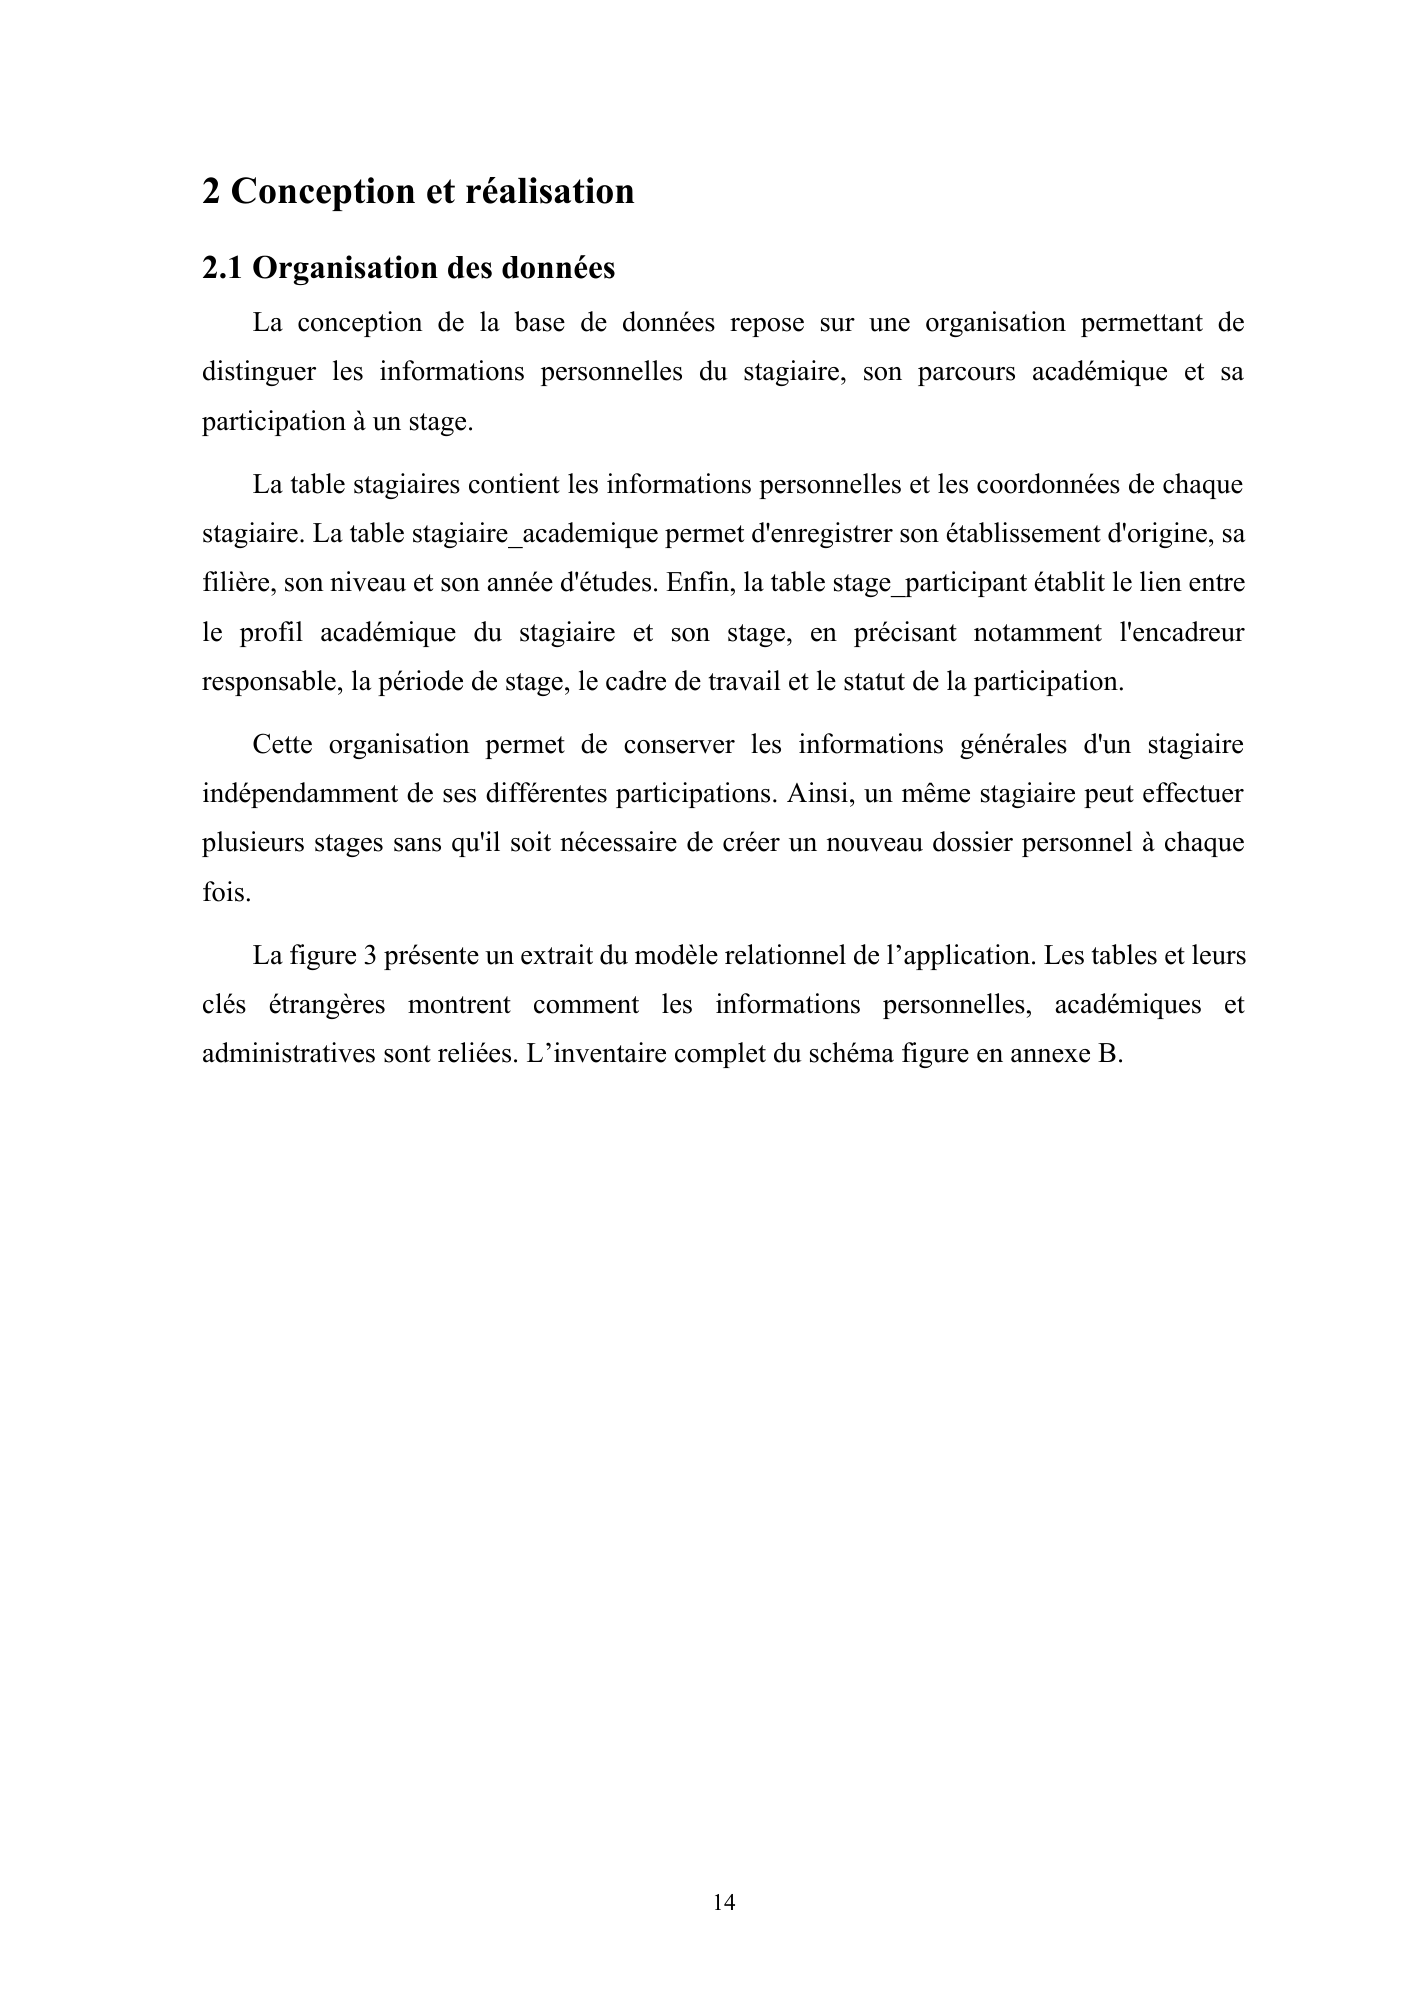 2 Conception et réalisation
2.1 Organisation des données
La conception de la base de données repose sur une organisation permettant de
distinguer les informations personnelles du stagiaire, son parcours académique et sa
participation à un stage.
La table stagiaires contient les informations personnelles et les coordonnées de chaque
stagiaire. La table stagiaire_academique permet d'enregistrer son établissement d'origine, sa
filière, son niveau et son année d'études. Enfin, la table stage_participant établit le lien entre
le profil académique du stagiaire et son stage, en précisant notamment l'encadreur
responsable, la période de stage, le cadre de travail et le statut de la participation.
Cette organisation permet de conserver les informations générales d'un stagiaire
indépendamment de ses différentes participations. Ainsi, un même stagiaire peut effectuer
plusieurs stages sans qu'il soit nécessaire de créer un nouveau dossier personnel à chaque
fois.
La figure 3 présente un extrait du modèle relationnel de l’application. Les tables et leurs
clés étrangères montrent comment les informations personnelles, académiques et
administratives sont reliées. L’inventaire complet du schéma figure en annexe B.
14